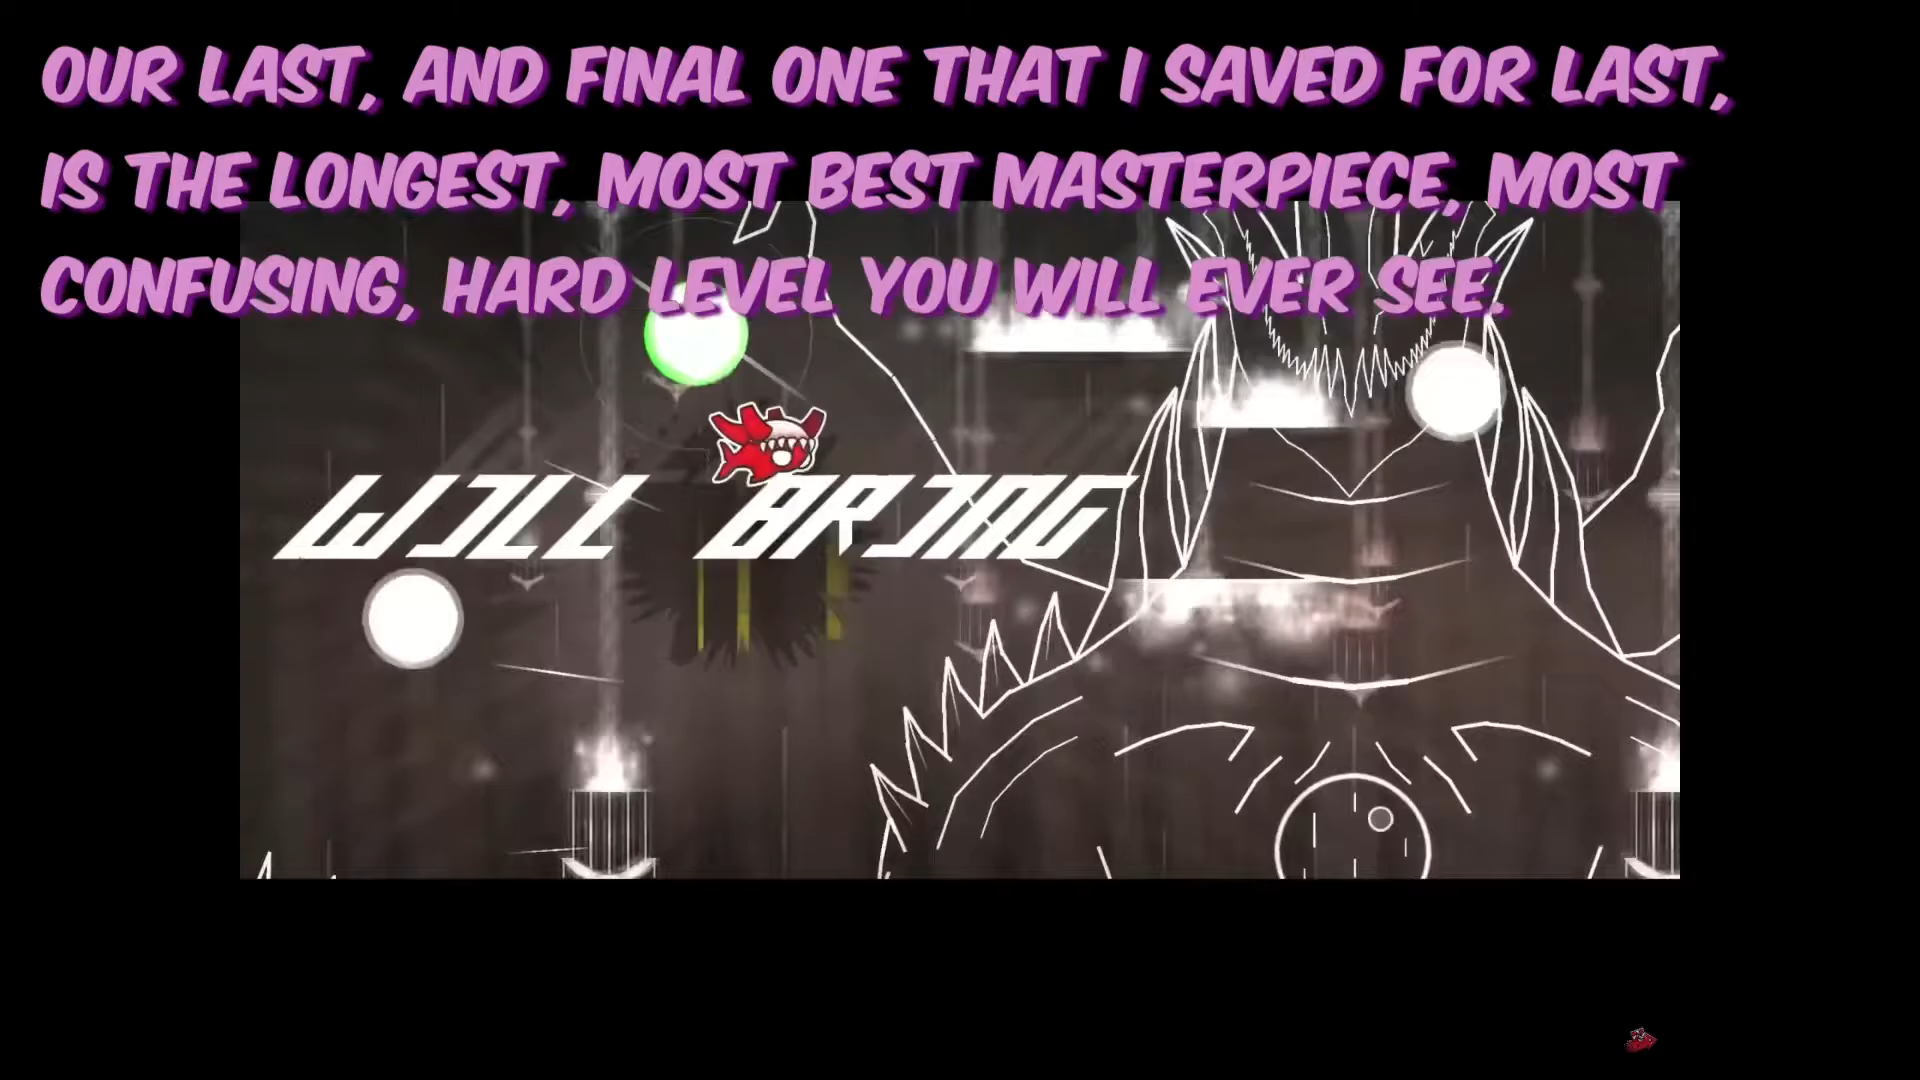 OUR LAST, AND FINAL ONE THAT I SAVED FOR LAST,
IS THE LONGEST, MOST BEST MASTERPIECE, MOST
CONFUSING, HARD LEVEL YOU WILL EVER SEE.
WILL BRING